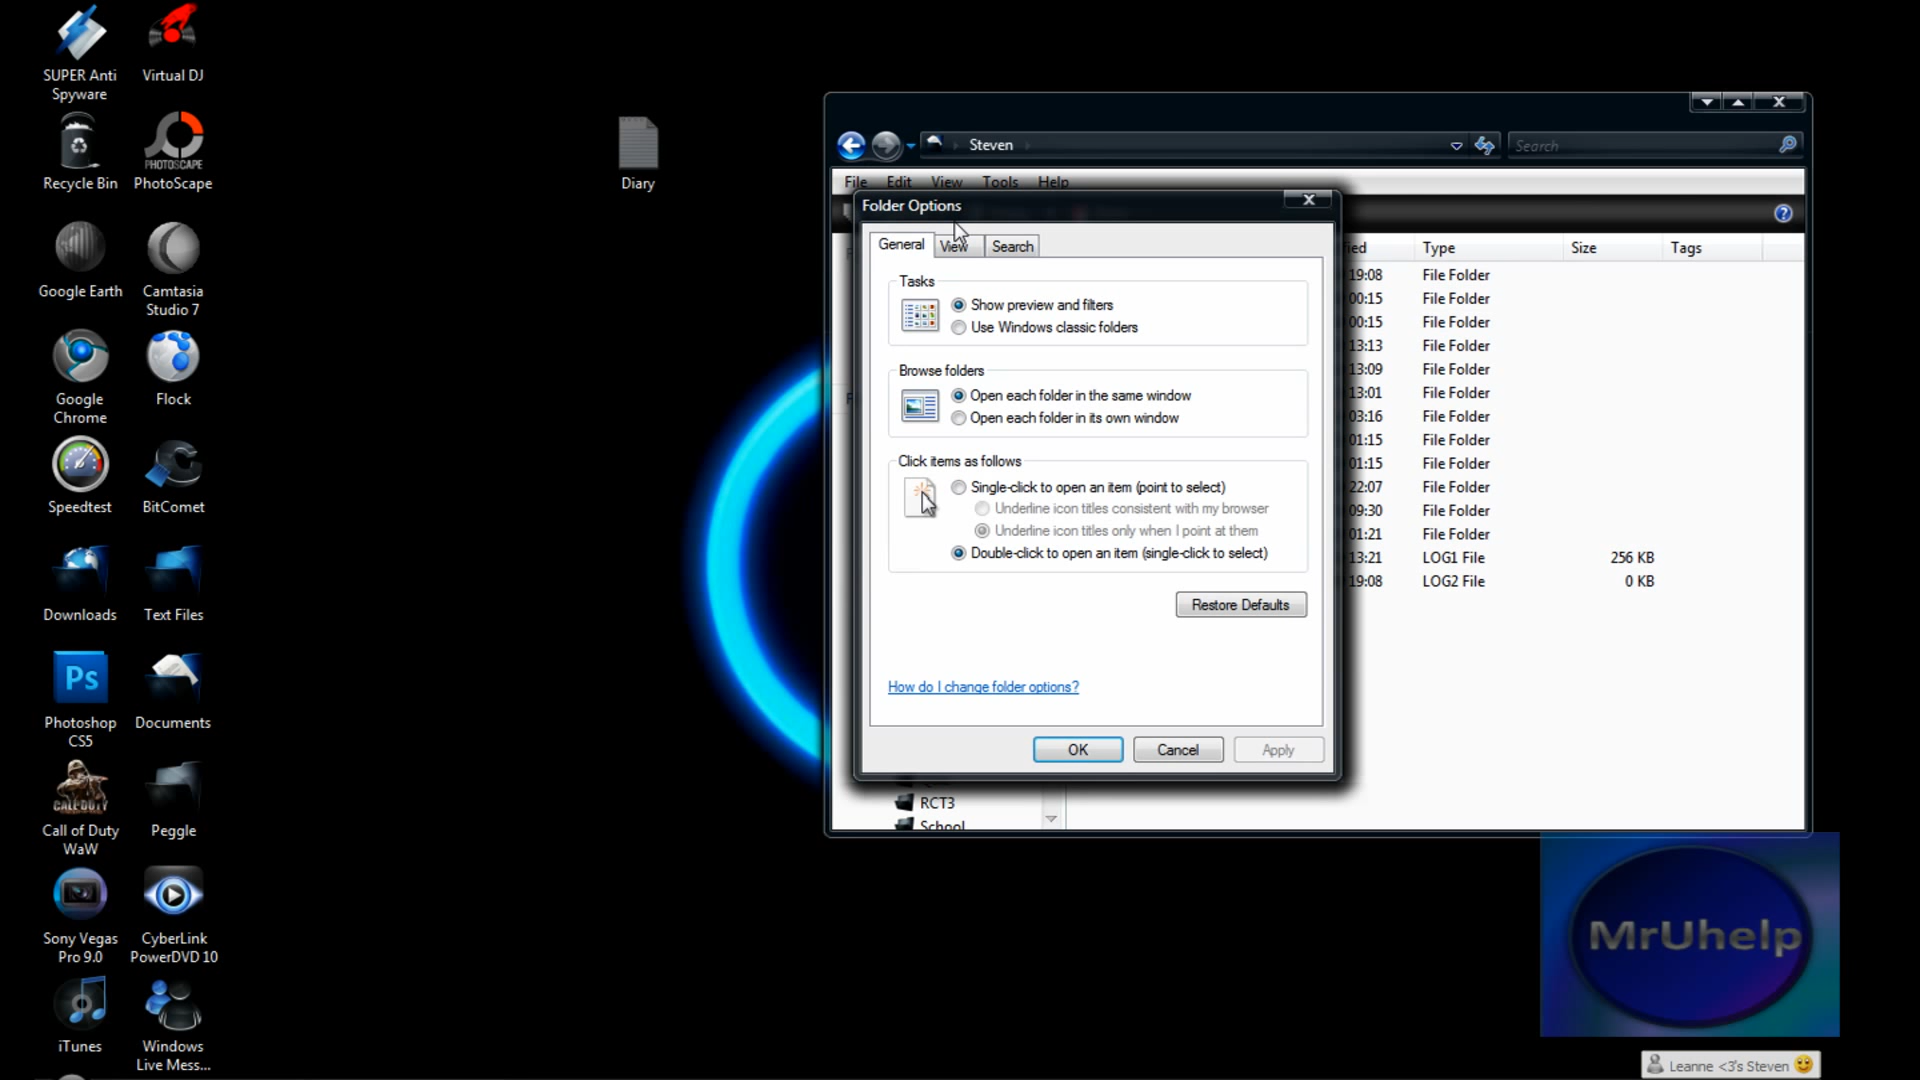 SUPER Anti
Spyware
Virtual DJ
Recycle Bin
PHOTOSCAPE
PhotoScape
Google Earth
Camtasia
Studio 7
Google
Chrome
Flock
Speedtest
BitComet
Downloads
Text Files
Ps
Photoshop
CS5
Documents
CALL OF DUTY
Call of Duty
WaW
Peggle
Sony Vegas
Pro 9.0
CyberLink
PowerDVD 10
iTunes
Windows
Live Mess...
Diary
Steven
Search
File Edit View Tools Help
Folder Options
General View Search
Tasks
Show preview and filters
Use Windows classic folders
Browse folders
Open each folder in the same window
Open each folder in its own window
Click items as follows
Single-click to open an item (point to select)
Underline icon titles consistent with my browser
Underline icon titles only when I point at them
Double-click to open an item (single-click to select)
Restore Defaults
How do I change folder options?
OK Cancel Apply
Type Size Tags
19:08 File Folder
00:15 File Folder
00:15 File Folder
13:13 File Folder
13:09 File Folder
13:01 File Folder
03:16 File Folder
01:15 File Folder
01:15 File Folder
22:07 File Folder
09:30 File Folder
01:21 File Folder
13:21 LOG1 File 256 KB
19:08 LOG2 File 0 KB
RCT3
School
MrUhelp
Leanne <3's Steven